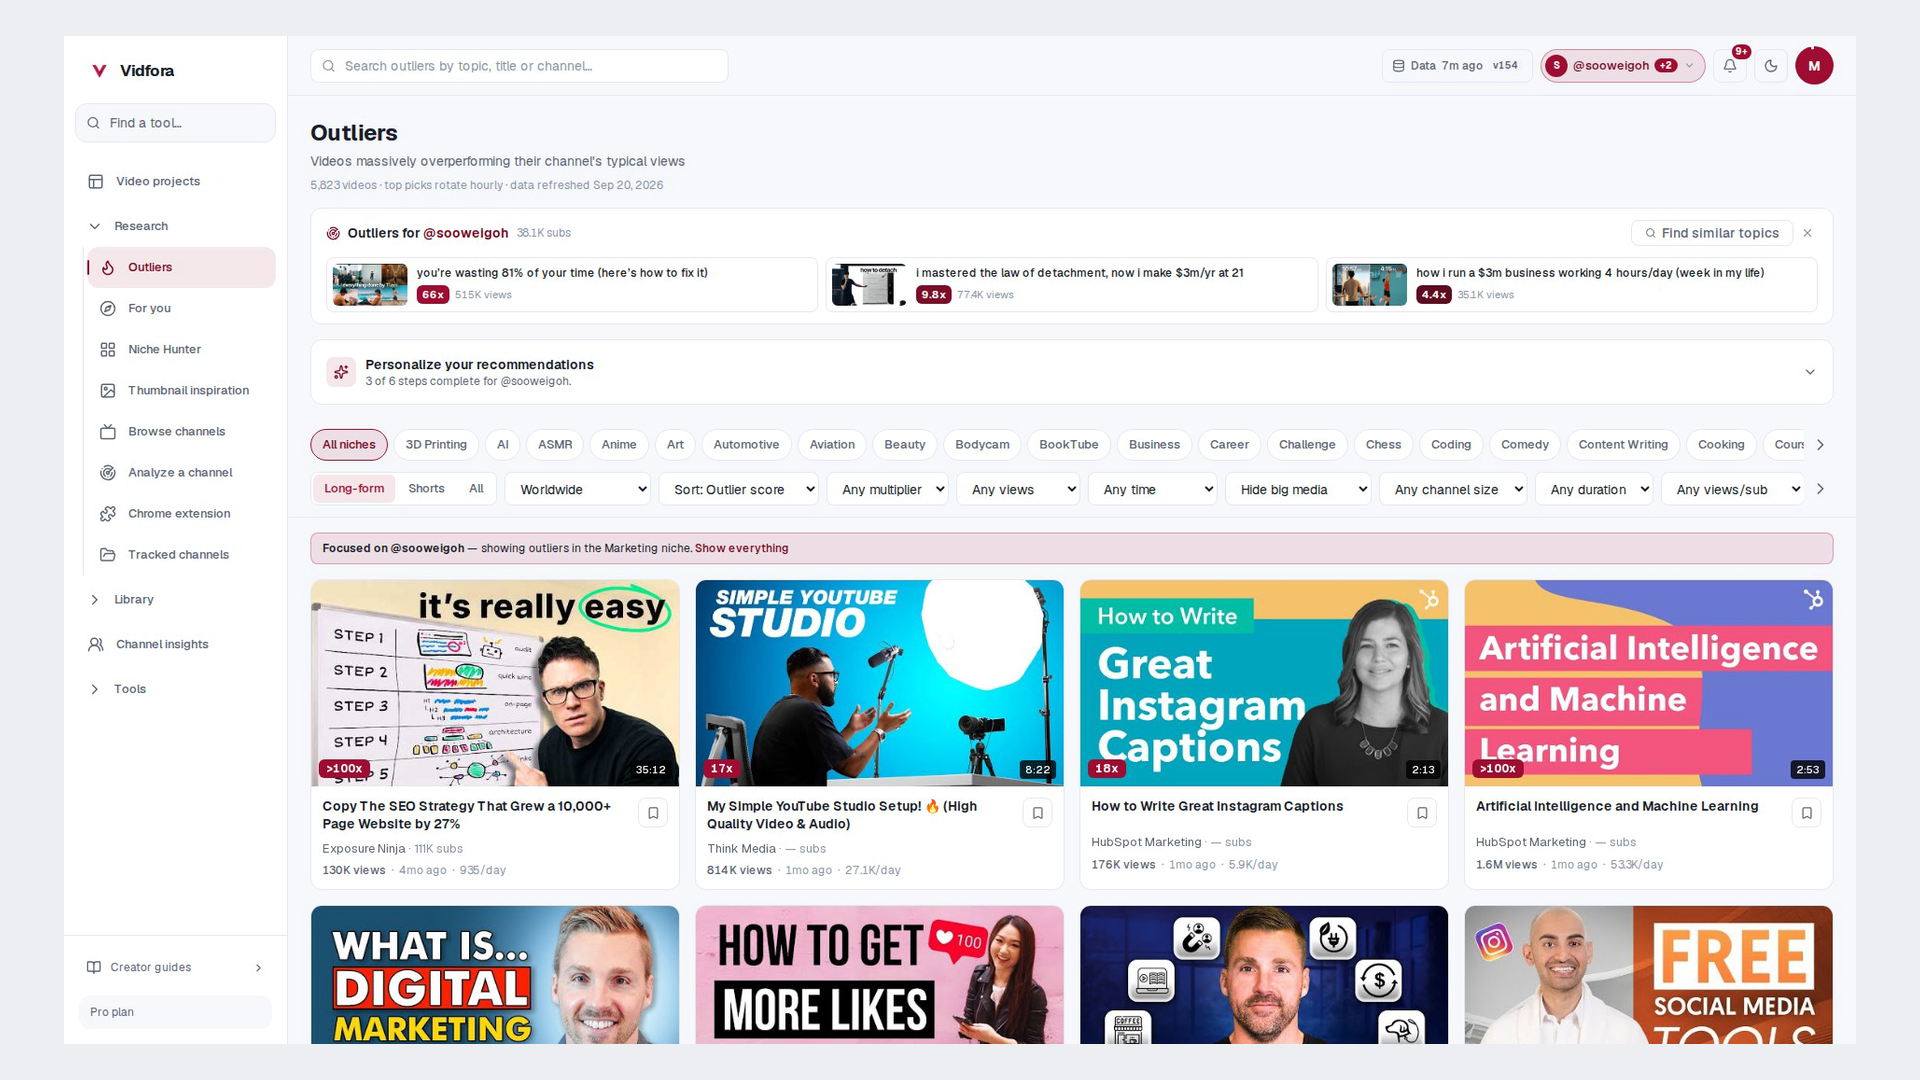 Vidfora
Search outliers by topic, title or channel...
Data 7m ago v154
S @sooweigoh +2
9+
M
Find a tool...
Video projects
Research
Outliers
For you
Niche Hunter
Thumbnail inspiration
Browse channels
Analyze a channel
Chrome extension
Tracked channels
Library
Channel insights
Tools
Creator guides
Pro plan
Outliers
Videos massively overperforming their channel's typical views
5,823 videos · top picks rotate hourly · data refreshed Sep 20, 2026
Outliers for @sooweigoh 38.1K subs
Find similar topics
you're wasting 81% of your time (here's how to fix it)
66x 515K views
how to detach
i mastered the law of detachment, now i make $3m/yr at 21
9.8x 77.4K views
how i run a $3m business working 4 hours/day (week in my life)
4.4x 35.1K views
Personalize your recommendations
3 of 6 steps complete for @sooweigoh.
All niches 3D Printing AI ASMR Anime Art Automotive Aviation Beauty Bodycam BookTube Business Career Challenge Chess Coding Comedy Content Writing Cooking Cours
Long-form Shorts All Worldwide Sort: Outlier score Any multiplier Any views Any time Hide big media Any channel size Any duration Any views/sub
Focused on @sooweigoh — showing outliers in the Marketing niche. Show everything
it's really easy
STEP 1 audit
STEP 2 quick wins
STEP 3 H1 H2 H3 on-page
STEP 4 architecture
5
>100x
35:12
Copy The SEO Strategy That Grew a 10,000+
Page Website by 27%
Exposure Ninja · 111K subs
130K views · 4mo ago · 935/day
SIMPLE YOUTUBE
STUDIO
17x
8:22
My Simple YouTube Studio Setup! 🔥 (High
Quality Video & Audio)
Think Media · — subs
814K views · 1mo ago · 27.1K/day
How to Write
Great
Instagram
Captions
18x
2:13
How to Write Great Instagram Captions
HubSpot Marketing · — subs
176K views · 1mo ago · 5.9K/day
Artificial Intelligence
and Machine
Learning
>100x
2:53
Artificial Intelligence and Machine Learning
HubSpot Marketing · — subs
1.6M views · 1mo ago · 53.3K/day
WHAT IS...
DIGITAL
MARKETING
HOW TO GET
100
MORE LIKES
COFFEE
FREE
SOCIAL MEDIA
TOOLS